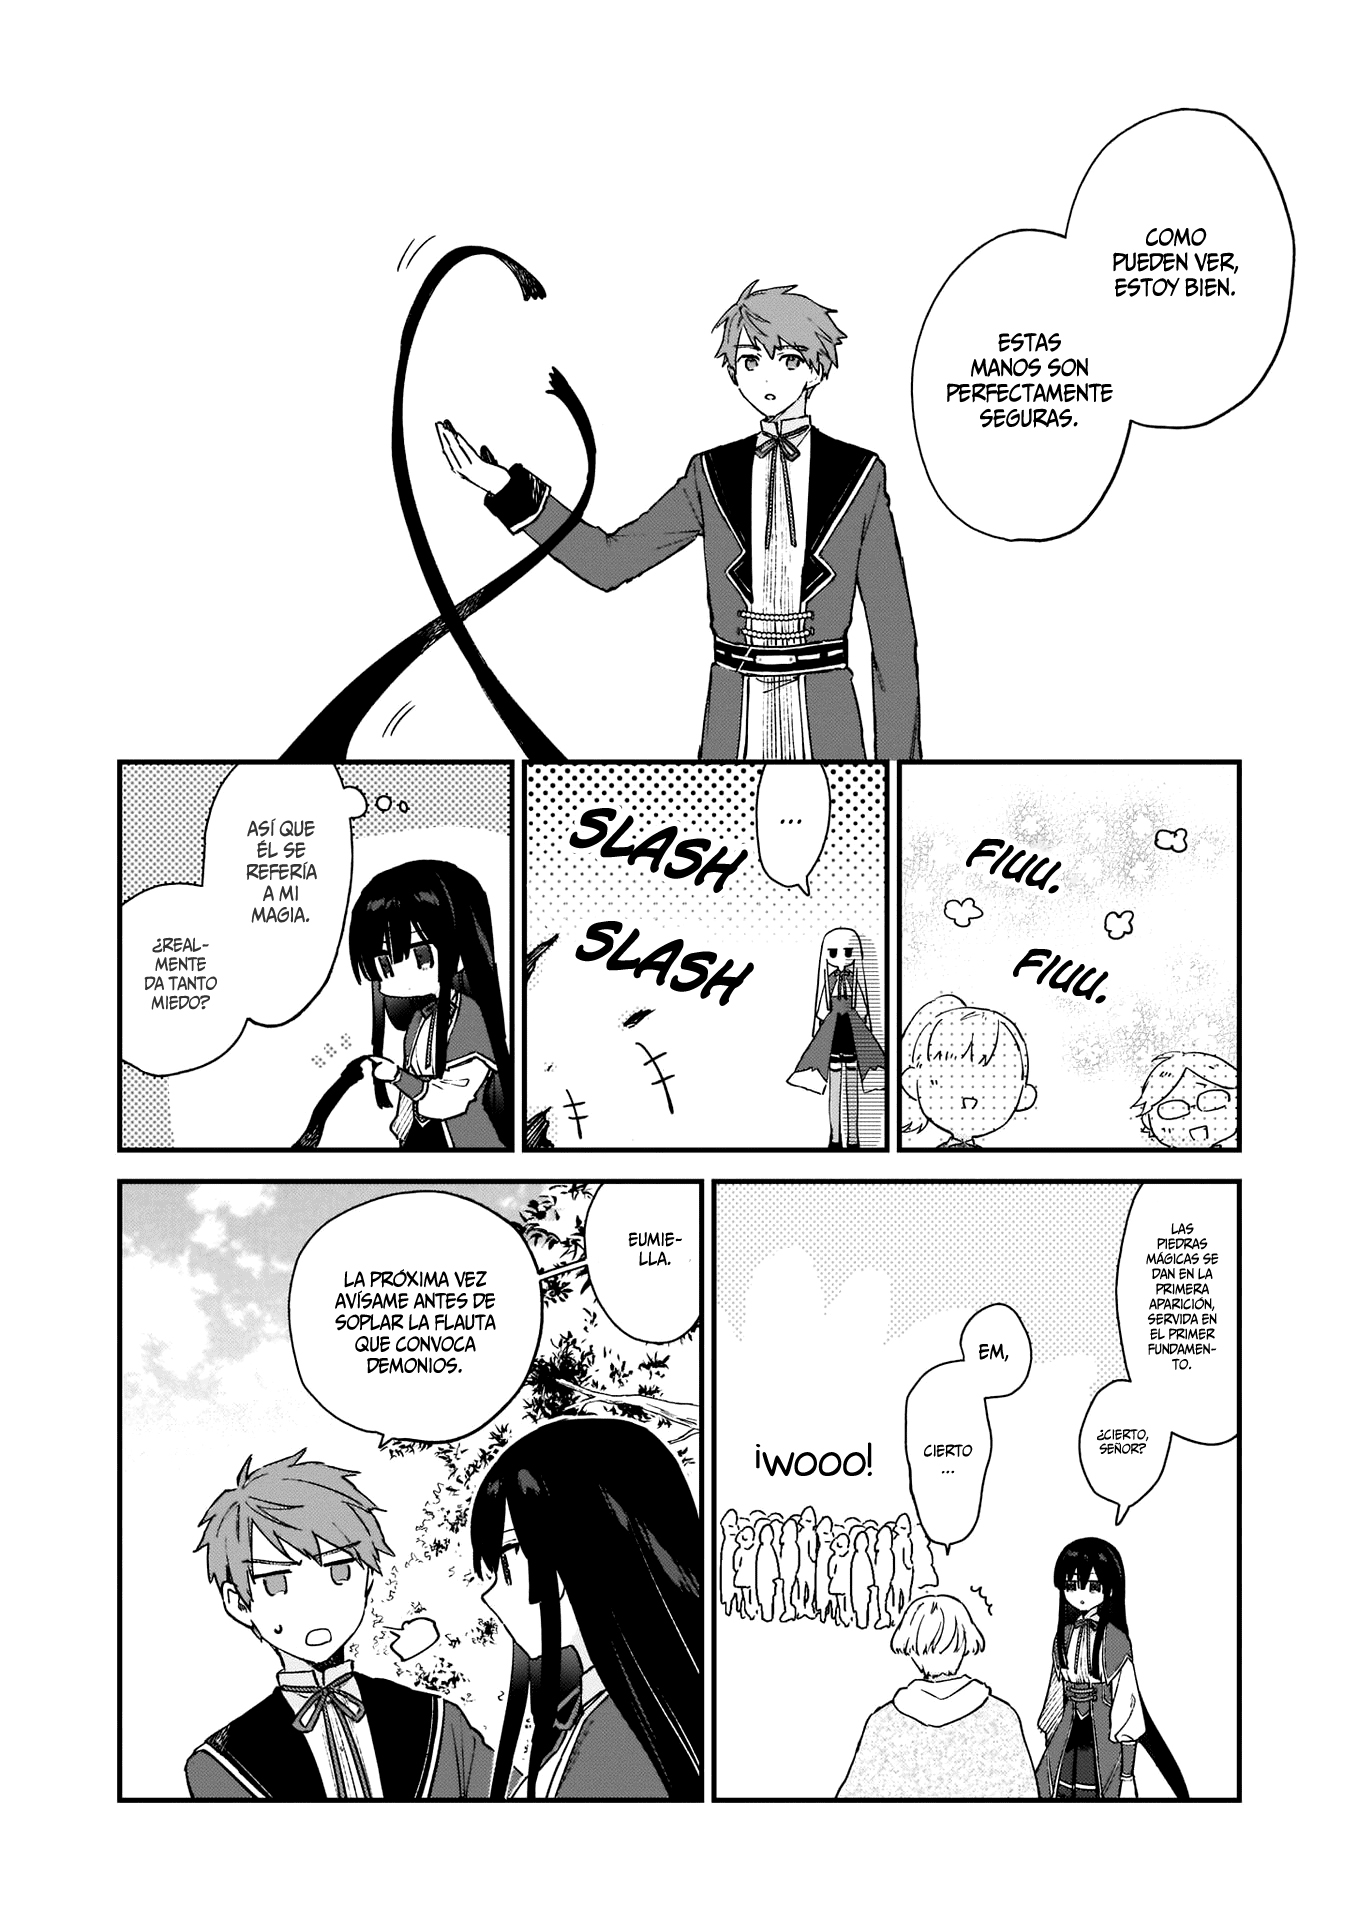 COMO
PUEDEN VER,
ESTOY BIEN.
ESTAS
MANOS SON
PERFECTAMENTE
SEGURAS.
FIUU.
FIUU.
...
SLASH
SLASH
ASÍ QUE
ÉL SE
REFERÍA
A MI
MAGIA.
¿REAL-
MENTE
DA TANTO
MIEDO?
LAS
PIEDRAS
MÁGICAS SE
DAN EN LA
PRIMERA
APARICIÓN,
SERVIDA EN
EL PRIMER
FUNDAMEN-
TO.
¿CIERTO,
SEÑOR?
EM,
CIERTO
...
¡WOOO!
EUMIE-
LLA.
LA PRÓXIMA VEZ
AVÍSAME ANTES DE
SOPLAR LA FLAUTA
QUE CONVOCA
DEMONIOS.